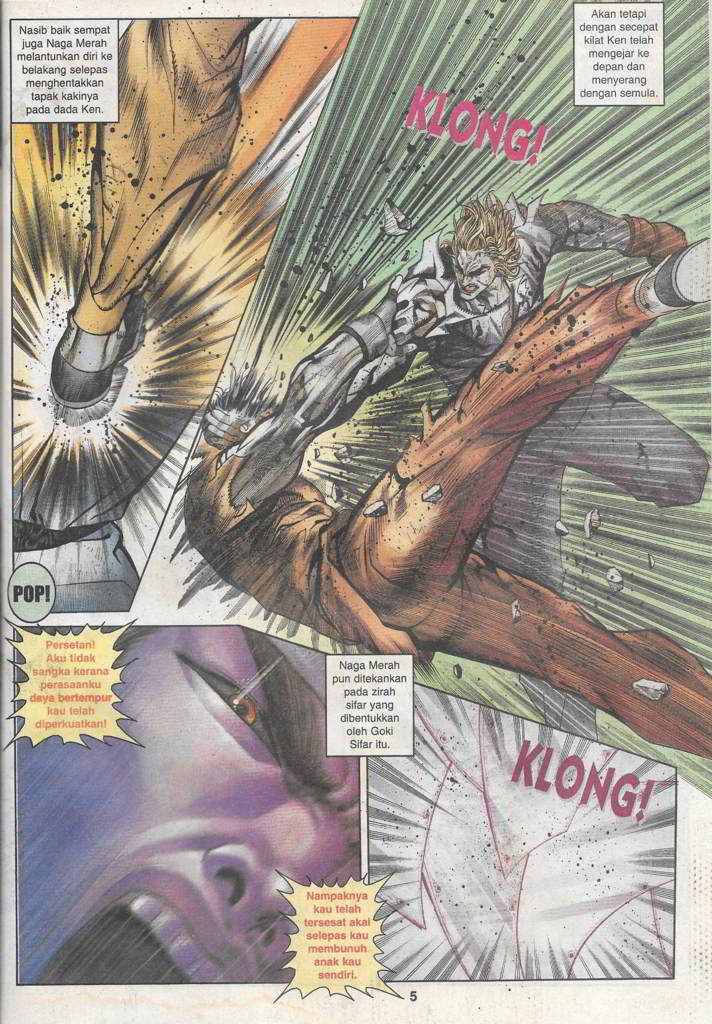 Nasib baik sempat
juga Naga Merah
melantunkan diri ke
belakang selepas
menghentakkan
tapak kakinya
pada dada Ken.
Akan tetapi
dengan secepat
kilat Ken telah
mengejar ke
depan dan
menyerang
dengan semula.
KLONG!
POP!
Persetan!
Aku tidak
sangka kerana
perasaanku
daya bertempur
kau telah
diperkuatkan!
Naga Merah
pun ditekankan
pada zirah
sifar yang
dibentukkan
oleh Goki
Sifar itu.
KLONG!
Nampaknya
kau telah
tersesat akal
selepas kau
membunuh
anak kau
sendiri.
5